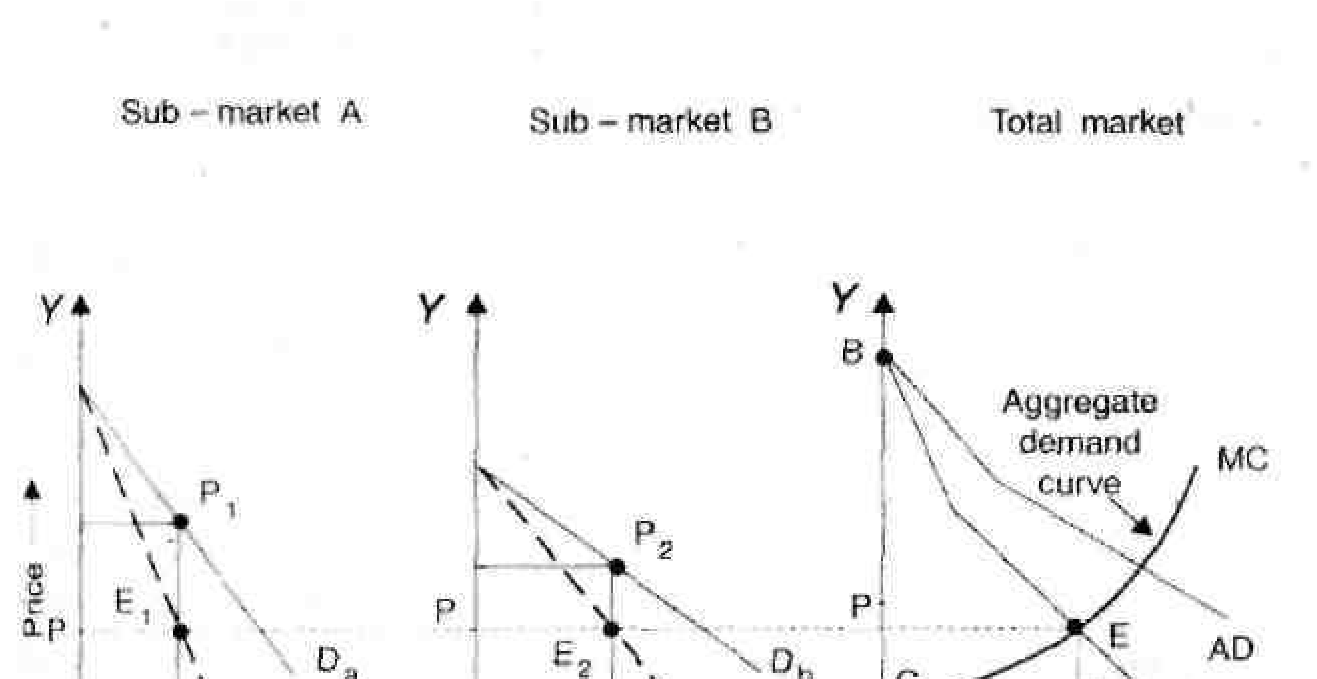 Sub – market A
Sub – market B
Total market
Y
Y
Y
B
Aggregate
demand
curve
MC
P1
P2
Price
P
E1
P
E2
P
E
Da
Db
AD